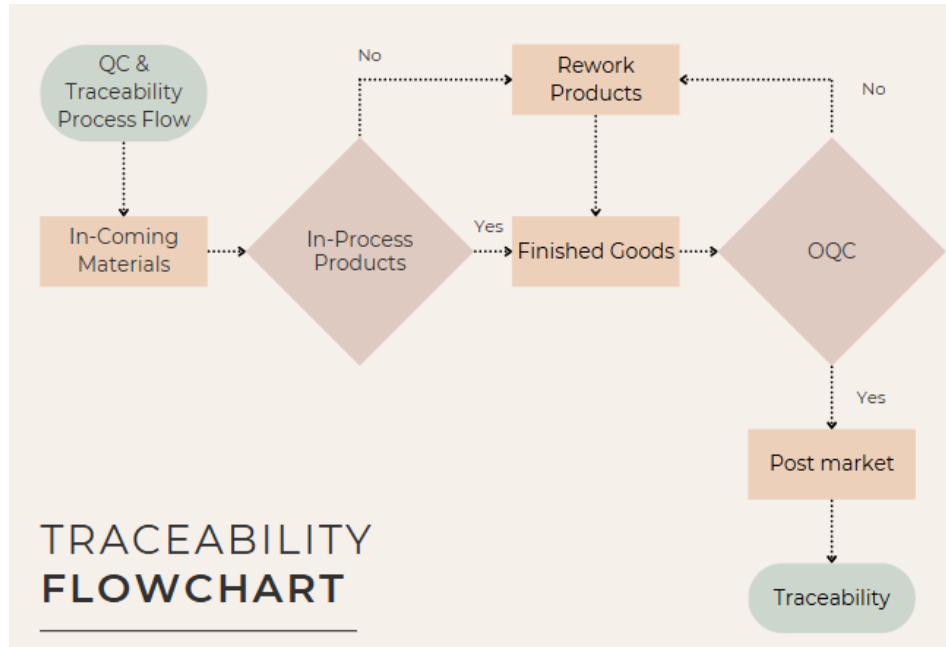 QC &
Traceability
Process Flow
No
Rework
Products
No
In-Coming
Materials
In-Process
Products
Yes
Finished Goods
OQC
Yes
Post market
TRACEABILITY
FLOWCHART
Traceability